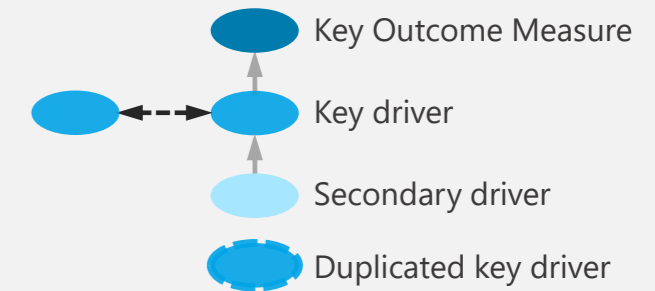 Key Outcome Measure
Key driver
Secondary driver
Duplicated key driver